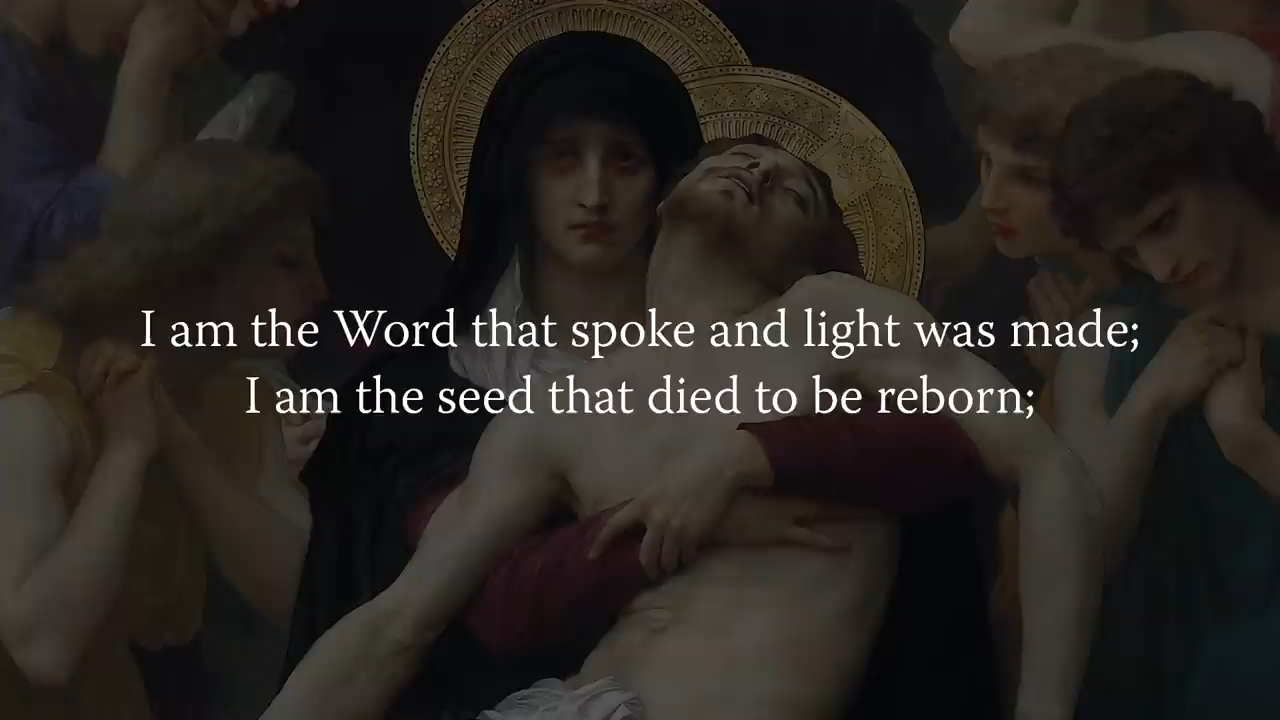 I am the Word that spoke and light was made;
I am the seed that died to be reborn;